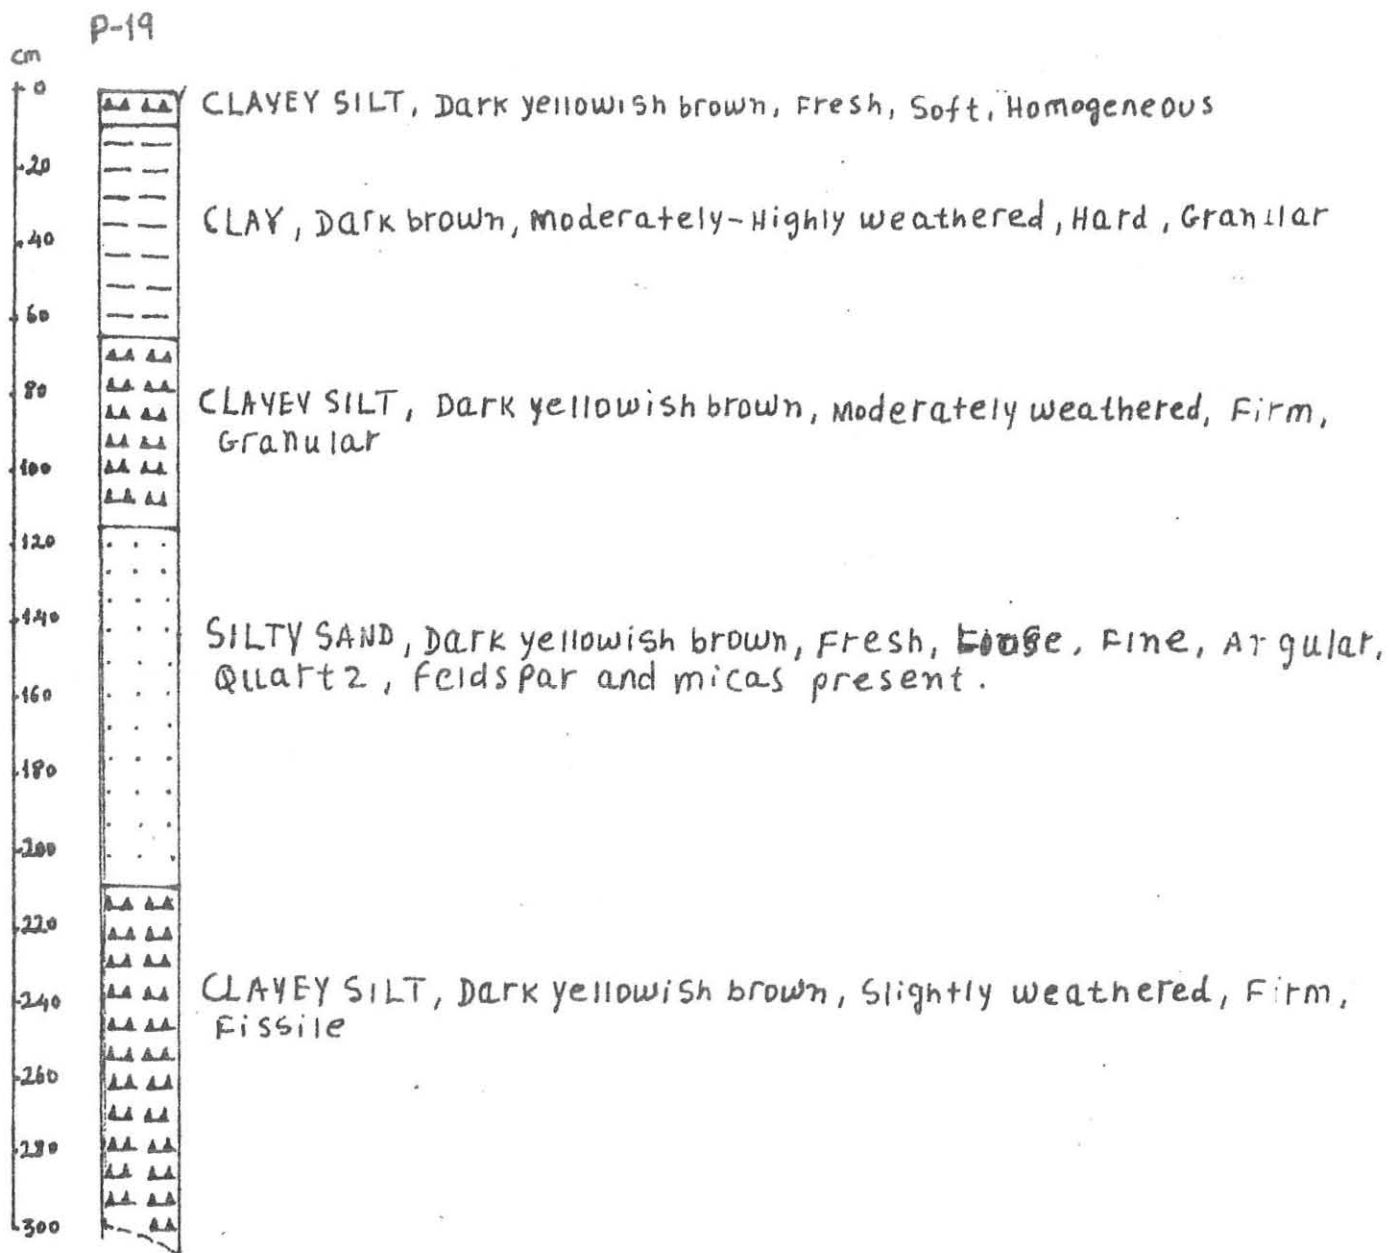 P-19
cm
0
CLAYEY SILT, Dark yellowish brown, Fresh, Soft, Homogeneous
20
CLAY, Dark brown, Moderately-Highly weathered, Hard, Granular
40
60
80
CLAYEY SILT, Dark yellowish brown, Moderately weathered, Firm,
Granular
100
120
140
SILTY SAND, Dark yellowish brown, Fresh, Loose, Fine, Angular,
Quartz, Feldspar and micas present.
160
180
200
220
240
CLAYEY SILT, Dark yellowish brown, Slightly weathered, Firm,
Fissile
260
280
300